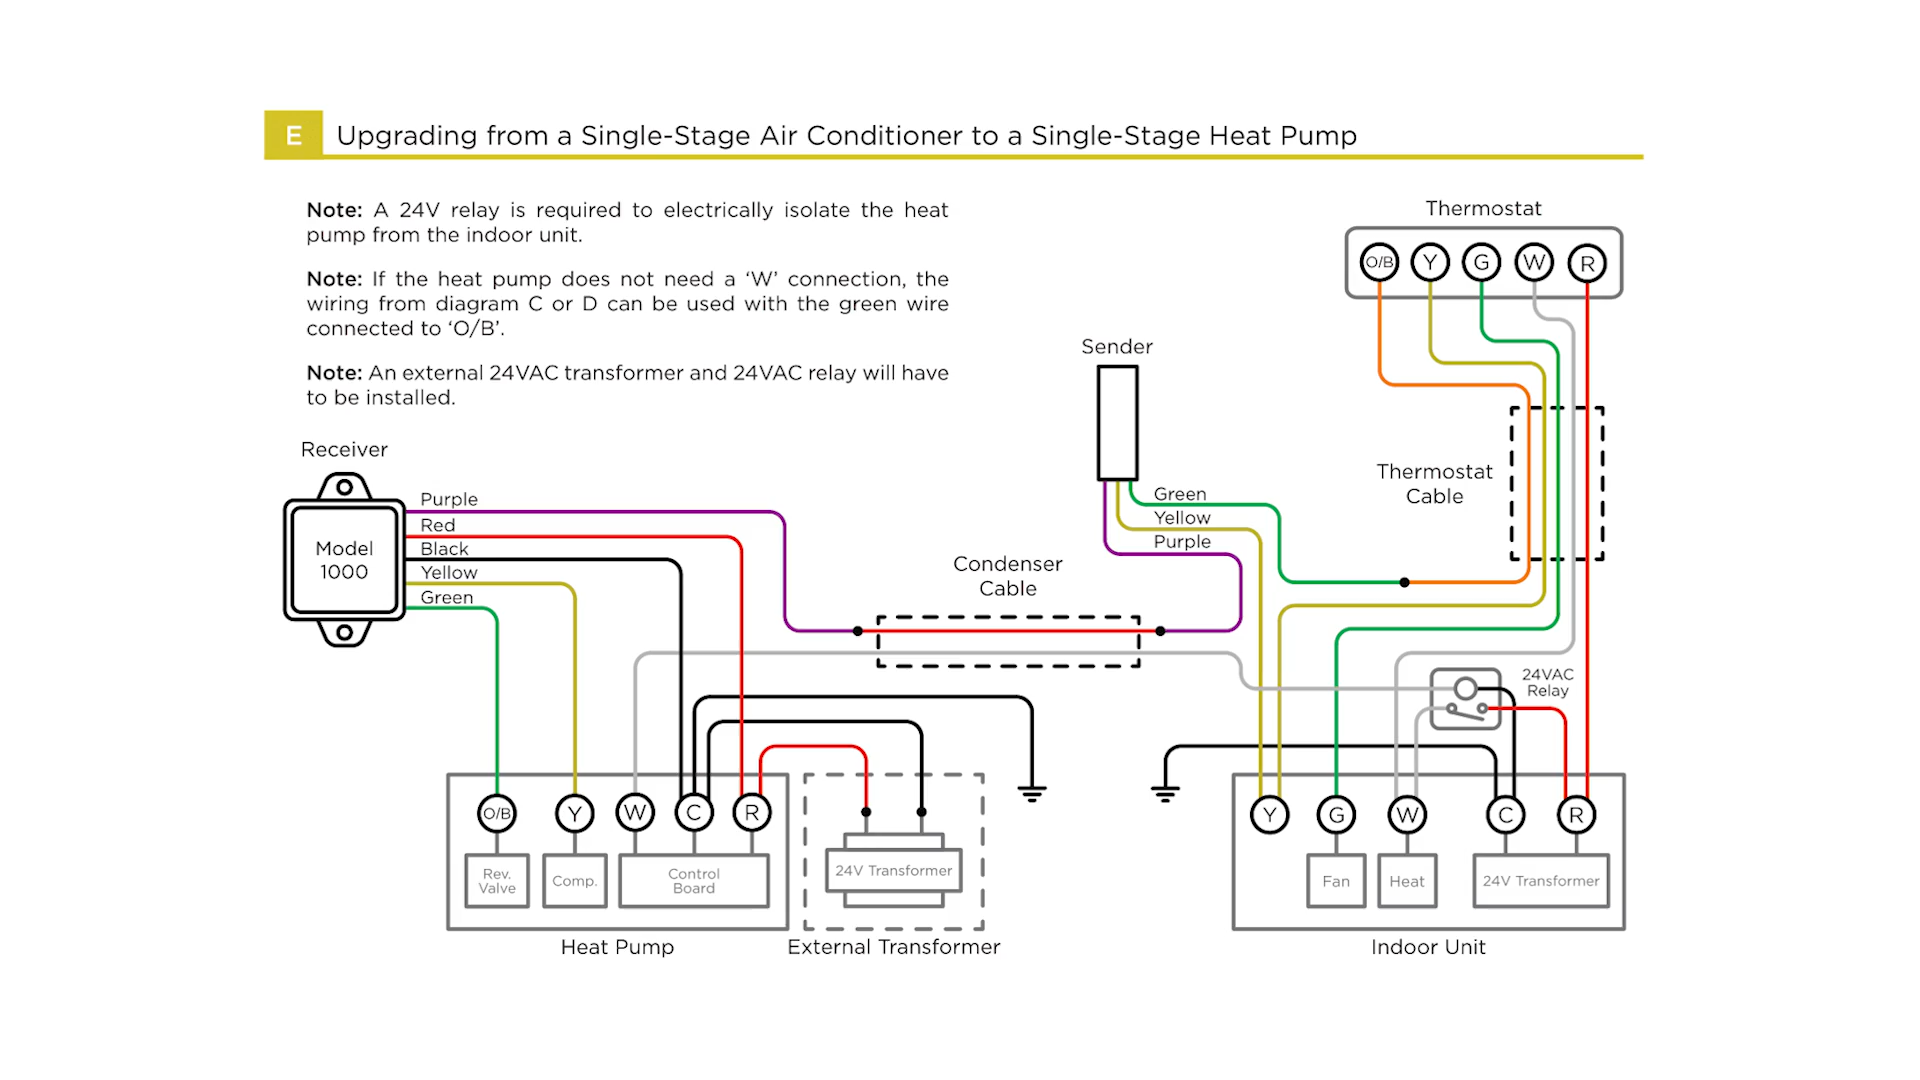 E Upgrading from a Single-Stage Air Conditioner to a Single-Stage Heat Pump
Note: A 24V relay is required to electrically isolate the heat
pump from the indoor unit.
Note: If the heat pump does not need a ‘W’ connection, the
wiring from diagram C or D can be used with the green wire
connected to ‘O/B’.
Note: An external 24VAC transformer and 24VAC relay will have
to be installed.
Thermostat
O/B Y G W R
Sender
Green
Yellow
Purple
Thermostat
Cable
Receiver
Model
1000
Purple
Red
Black
Yellow
Green
Condenser
Cable
24VAC
Relay
O/B Y W C R
Rev.
Valve
Comp.
Control
Board
Heat Pump
24V Transformer
External Transformer
Y G W C R
Fan
Heat
24V Transformer
Indoor Unit